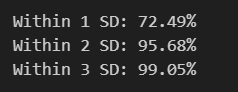 Within 1 SD: 72.49%
Within 2 SD: 95.68%
Within 3 SD: 99.05%